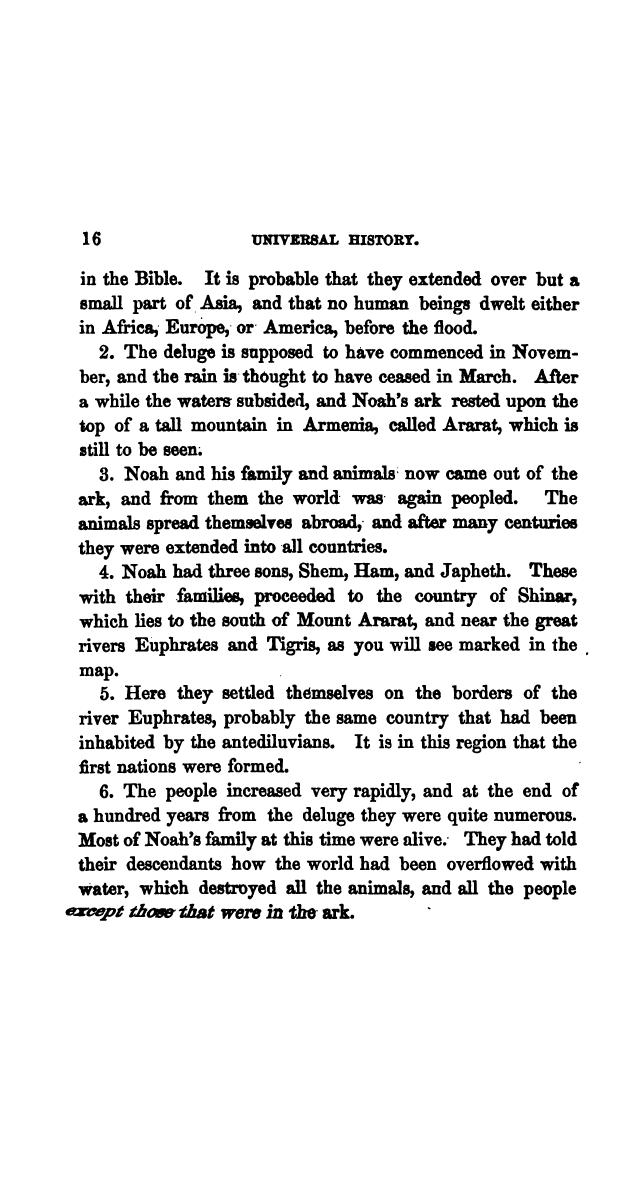 16 UNIVERSAL HISTORY.
in the Bible. It is probable that they extended over but a
small part of Asia, and that no human beings dwelt either
in Africa, Europe, or America, before the flood.
2. The deluge is supposed to have commenced in Novem-
ber, and the rain is thought to have ceased in March. After
a while the waters subsided, and Noah's ark rested upon the
top of a tall mountain in Armenia, called Ararat, which is
still to be seen.
3. Noah and his family and animals now came out of the
ark, and from them the world was again peopled. The
animals spread themselves abroad, and after many centuries
they were extended into all countries.
4. Noah had three sons, Shem, Ham, and Japheth. These
with their families, proceeded to the country of Shinar,
which lies to the south of Mount Ararat, and near the great
rivers Euphrates and Tigris, as you will see marked in the
map.
5. Here they settled themselves on the borders of the
river Euphrates, probably the same country that had been
inhabited by the antediluvians. It is in this region that the
first nations were formed.
6. The people increased very rapidly, and at the end of
a hundred years from the deluge they were quite numerous.
Most of Noah's family at this time were alive. They had told
their descendants how the world had been overflowed with
water, which destroyed all the animals, and all the people
except those that were in the ark.